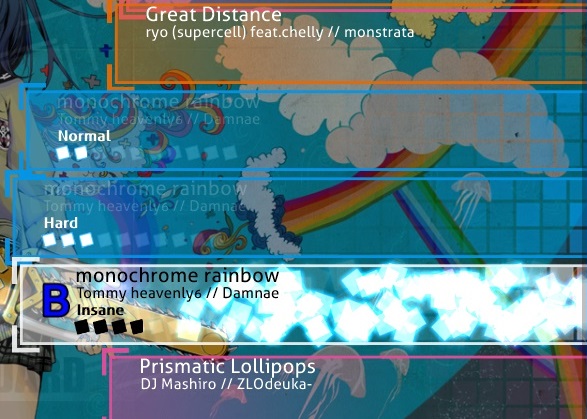 Great Distance
ryo (supercell) feat.chelly // monstrata
monochrome rainbow
Tommy heavenly6 // Damnae
Normal
monochrome rainbow
Tommy heavenly6 // Damnae
Hard
B
monochrome rainbow
Tommy heavenly6 // Damnae
Insane
Prismatic Lollipops
DJ Mashiro // ZLOdeuka-